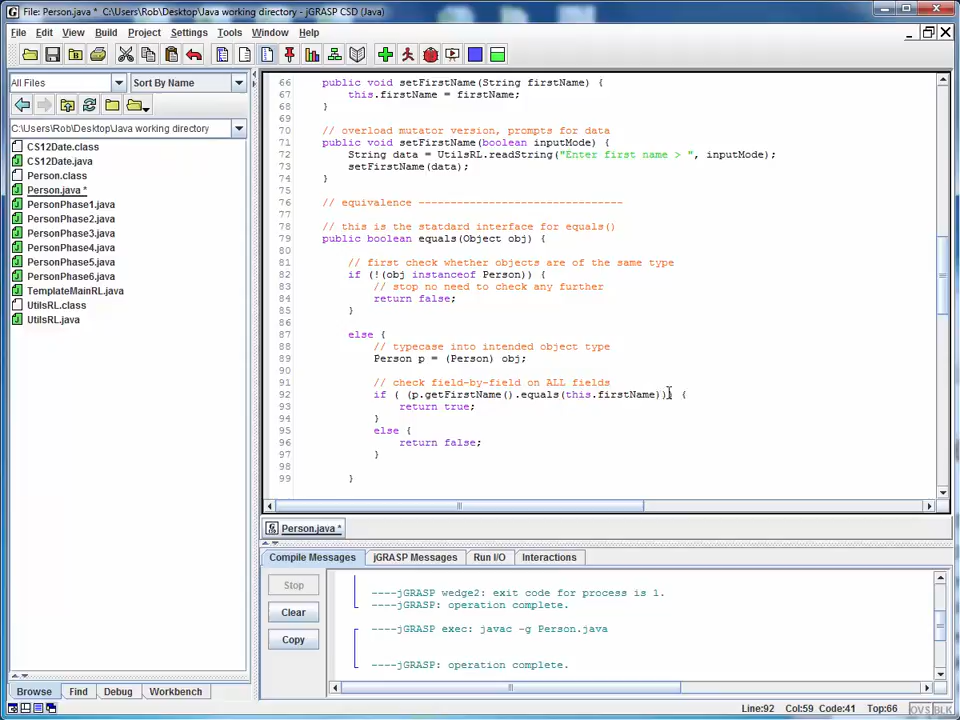 File: Person.java *  C:\Users\Rob\Desktop\Java working directory - jGRASP CSD (Java)
File Edit View Build Project Settings Tools Window Help
All Files Sort By Name
C:\Users\Rob\Desktop\Java working directory
CS12Date.class
CS12Date.java
Person.class
Person.java *
PersonPhase1.java
PersonPhase2.java
PersonPhase3.java
PersonPhase4.java
PersonPhase5.java
PersonPhase6.java
TemplateMainRL.java
UtilsRL.class
UtilsRL.java
Browse Find Debug Workbench
66 public void setFirstName(String firstName) {
67 this.firstName = firstName;
68 }
69
70 // overload mutator version, prompts for data
71 public void setFirstName(boolean inputMode) {
72 String data = UtilsRL.readString("Enter first name > ", inputMode);
73 setFirstName(data);
74 }
75
76 // equivalence --------------------------------
77
78 // this is the statdard interface for equals()
79 public boolean equals(Object obj) {
80
81 // first check whether objects are of the same type
82 if (!(obj instanceof Person)) {
83 // stop no need to check any further
84 return false;
85 }
86
87 else {
88 // typecase into intended object type
89 Person p = (Person) obj;
90
91 // check field-by-field on ALL fields
92 if ( (p.getFirstName().equals(this.firstName)) {
93 return true;
94 }
95 else {
96 return false;
97 }
98
99 }
Person.java *
Compile Messages jGRASP Messages Run I/O Interactions
Stop
Clear
Copy
----jGRASP wedge2: exit code for process is 1.
----jGRASP: operation complete.
----jGRASP exec: javac -g Person.java
----jGRASP: operation complete.
Line:92 Col:59 Code:41 Top:66 OVS BLK